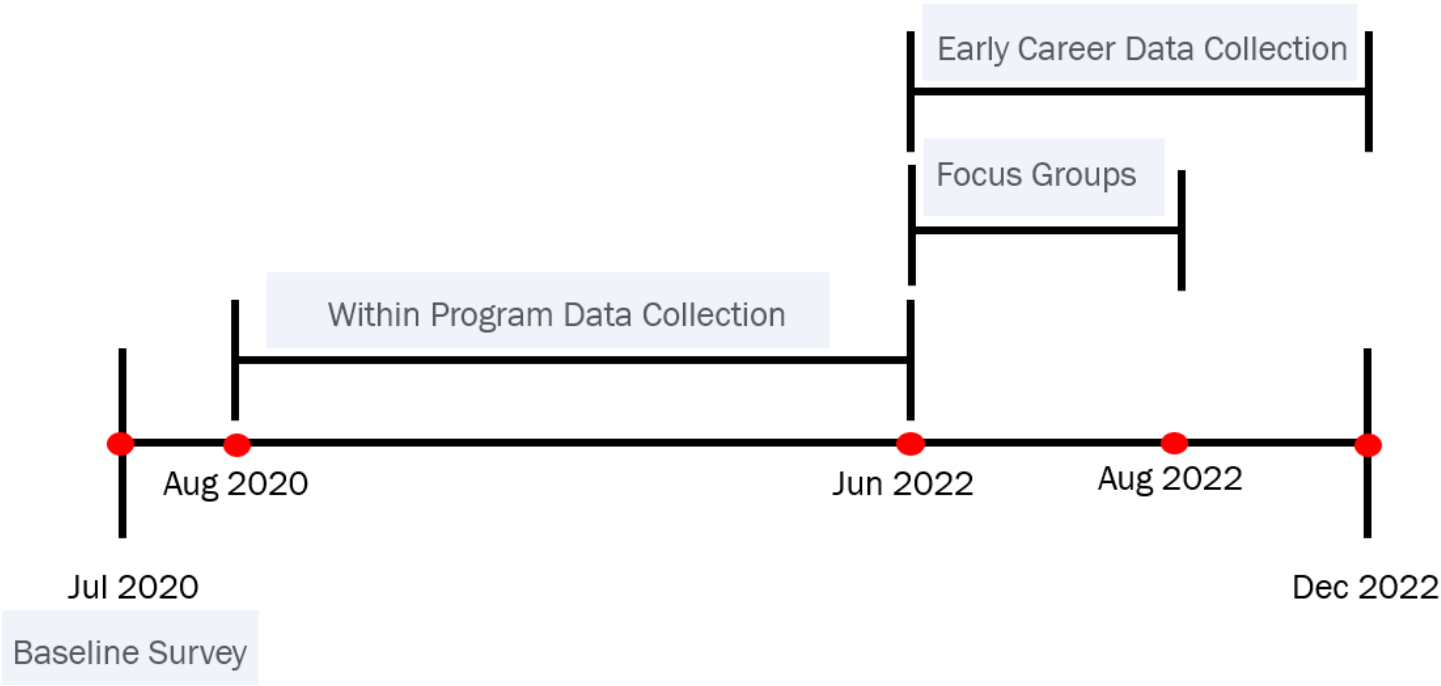 Early Career Data Collection
Focus Groups
Within Program Data Collection
Aug 2020
Jun 2022
Aug 2022
Jul 2020
Dec 2022
Baseline Survey